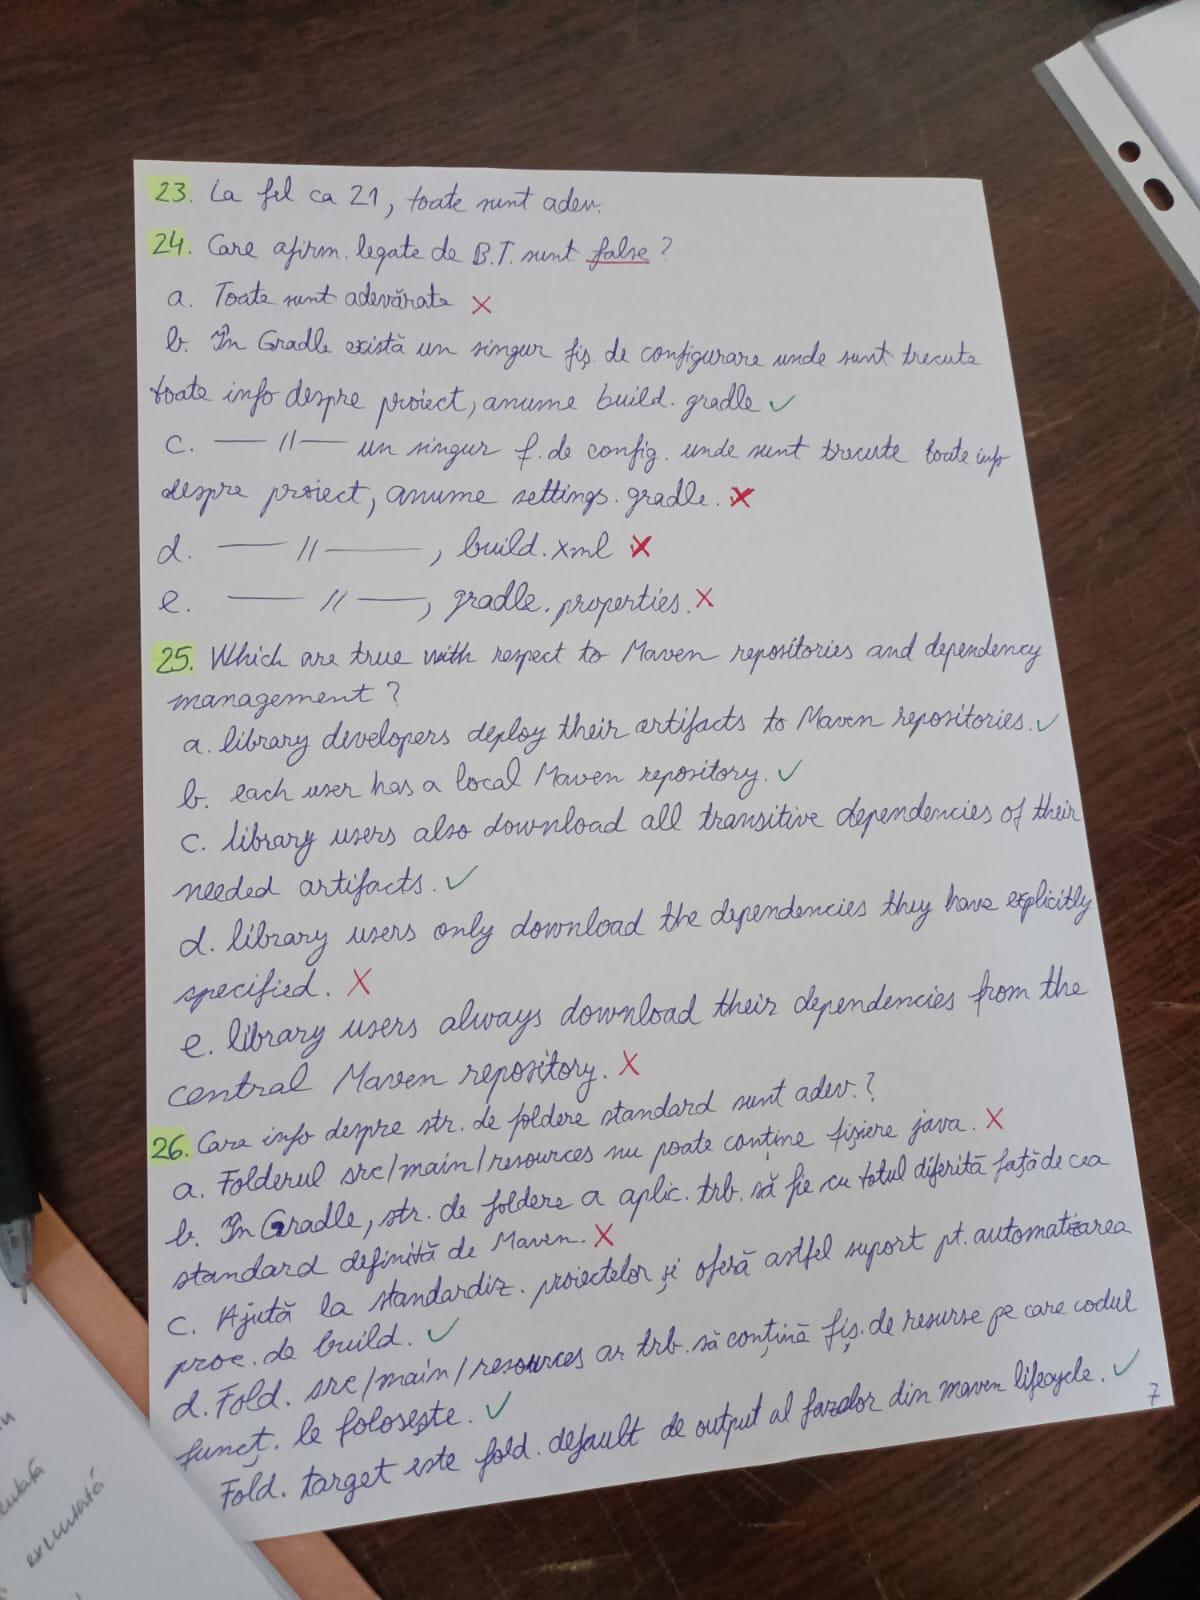 23. La fel ca 21, toate sunt adev.
24. Care afirm. legate de B.T. sunt false?
a. Toate sunt adevărate ✗
b. În Gradle există un singur fiș. de configurare unde sunt trecute
toate info despre proiect, anume build.gradle ✓
c. — // — un singur f. de config. unde sunt trecute toate info
despre proiect, anume settings.gradle. ✗
d. — // —, build.xml ✗
e. — // —, gradle.properties. ✗
25. Which are true with respect to Maven repositories and dependency
management?
a. library developers deploy their artifacts to Maven repositories. ✓
b. each user has a local Maven repository. ✓
c. library users also download all transitive dependencies of their
needed artifacts. ✓
d. library users only download the dependencies they have explicitly
specified. ✗
e. library users always download their dependencies from the
central Maven repository. ✗
26. Care info despre str. de foldere standard sunt adev.?
a. Folderul src/main/resources nu poate conține fișiere java. ✗
b. În Gradle, str. de foldere a aplic. trb. să fie cu totul diferită față de cea
standard definită de Maven. ✗
c. Ajută la standardiz. proiectelor și oferă astfel suport pt. automatizarea
proc. de build. ✓
d. Fold. src/main/resources ar trb. să conțină fiș. de resurse pe care codul
funcț. le folosește. ✓
Fold. target este fold. default de output al fazelor din maven lifecycle. ✓
7
executată